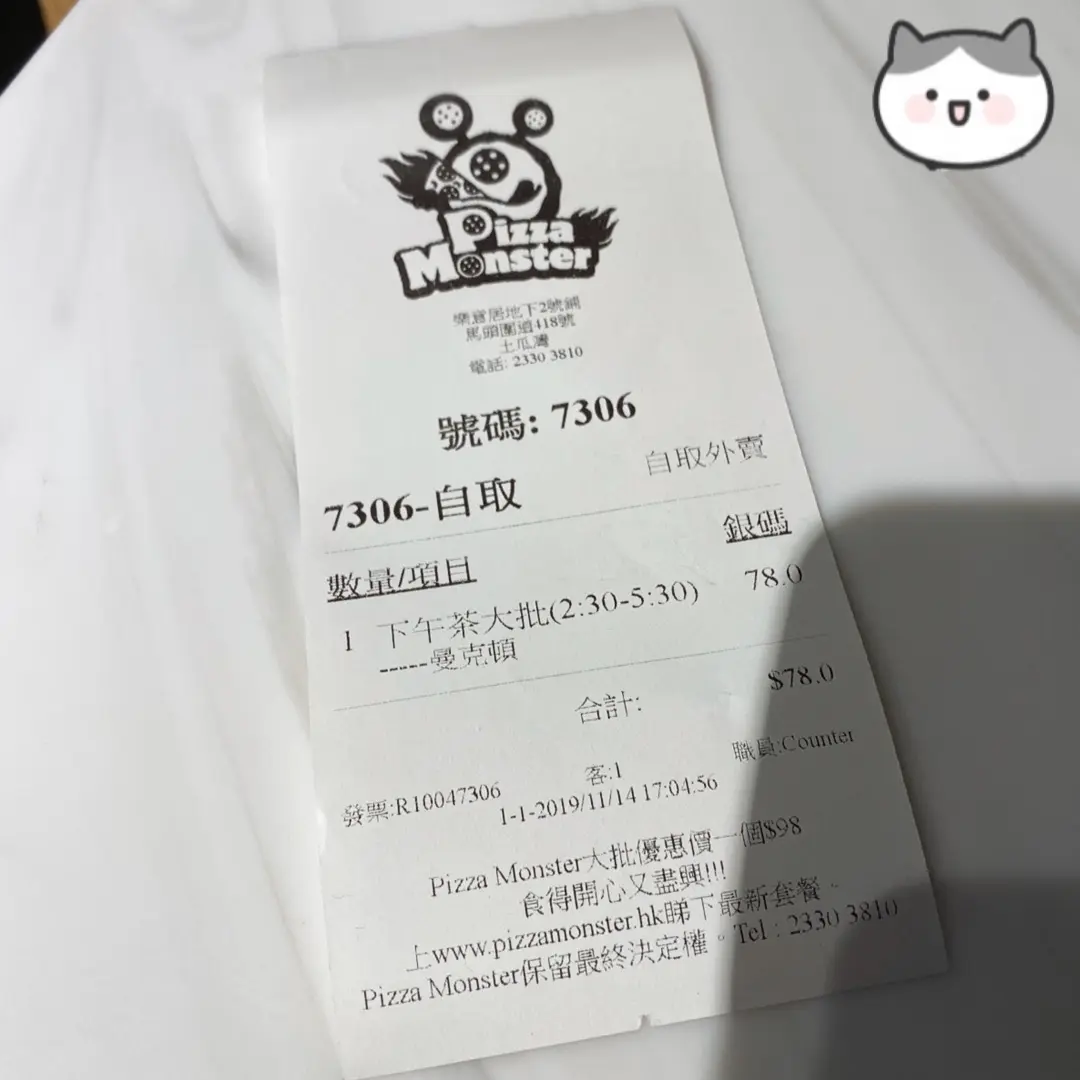 Pizza
Monster
樂賓居地下2號鋪
馬頭圍道418號
土瓜灣
電話: 2330 3810
號碼: 7306
自取外賣
7306-自取
數量/項目 銀碼
1 下午茶大批(2:30-5:30) 78.0
-----曼克頓
合計: $78.0
發票:R10047306 客:1 職員:Counter
1-1-2019/11/14 17:04:56
Pizza Monster大批優惠價一個$98
食得開心又盡興!!!
上www.pizzamonster.hk睇下最新套餐。
Pizza Monster保留最終決定權。Tel : 2330 3810